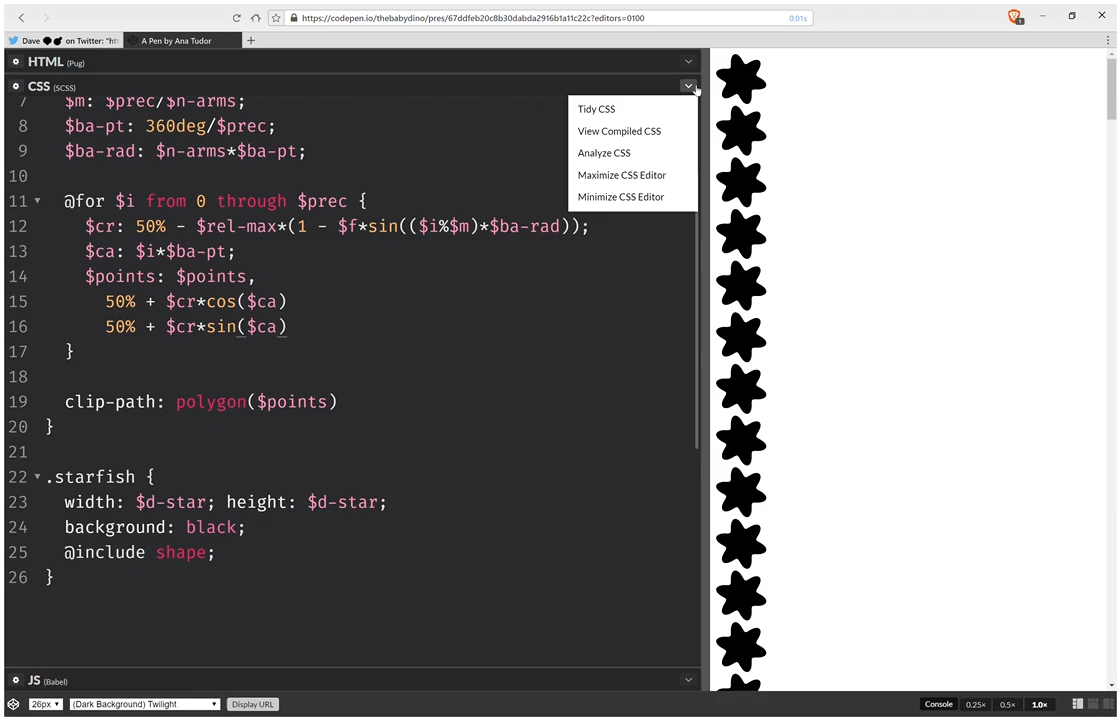 https://codepen.io/thebabydino/pres/67ddfeb20c8b30dabda2916b1a11c22c?editors=0100
0.01s
1
Dave on Twitter: "htt
A Pen by Ana Tudor
HTML (Pug)
CSS (SCSS)
Tidy CSS
View Compiled CSS
Analyze CSS
Maximize CSS Editor
Minimize CSS Editor
7 $m: $prec/$n-arms;
8 $ba-pt: 360deg/$prec;
9 $ba-rad: $n-arms*$ba-pt;
10
11 @for $i from 0 through $prec {
12 $cr: 50% - $rel-max*(1 - $f*sin(($i%$m)*$ba-rad));
13 $ca: $i*$ba-pt;
14 $points: $points,
15 50% + $cr*cos($ca)
16 50% + $cr*sin($ca)
17 }
18
19 clip-path: polygon($points)
20 }
21
22 .starfish {
23 width: $d-star; height: $d-star;
24 background: black;
25 @include shape;
26 }
JS (Babel)
26px (Dark Background) Twilight Display URL Console 0.25× 0.5× 1.0×